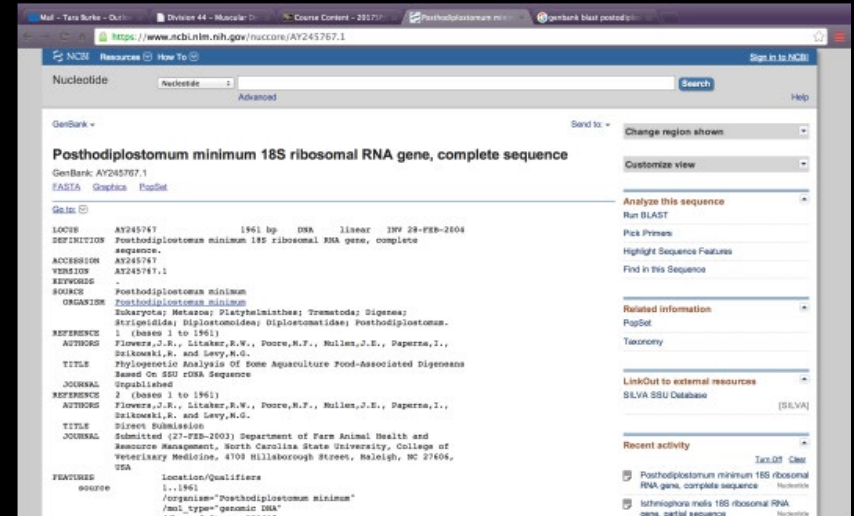 Mail - Tara Burke - Outlo
Division 44 - Muscular D
Course Content - 20175
Posthodiplostomum minim
genbank blast postodipl
https://www.ncbi.nlm.nih.gov/nuccore/AY245767.1
NCBI Resources How To Sign in to NCBI
Nucleotide Nucleotide Search
Advanced Help
GenBank Send to:
Posthodiplostomum minimum 18S ribosomal RNA gene, complete sequence
GenBank: AY245767.1
FASTA Graphics PopSet
Go to:
LOCUS AY245767 1961 bp DNA linear INV 28-FEB-2004
DEFINITION Posthodiplostomum minimum 18S ribosomal RNA gene, complete
sequence.
ACCESSION AY245767
VERSION AY245767.1
KEYWORDS .
SOURCE Posthodiplostomum minimum
ORGANISM Posthodiplostomum minimum
Eukaryota; Metazoa; Platyhelminthes; Trematoda; Digenea;
Strigeidida; Diplostomoidea; Diplostomatidae; Posthodiplostomum.
REFERENCE 1 (bases 1 to 1961)
AUTHORS Flowers,J.R., Litaker,R.W., Poore,M.F., Mullen,J.E., Paperna,I.,
Dzikowski,R. and Levy,M.G.
TITLE Phylogenetic Analysis Of Some Aquaculture Pond-Associated Digeneans
Based On SSU rDNA Sequence
JOURNAL Unpublished
REFERENCE 2 (bases 1 to 1961)
AUTHORS Flowers,J.R., Litaker,R.W., Poore,M.F., Mullen,J.E., Paperna,I.,
Dzikowski,R. and Levy,M.G.
TITLE Direct Submission
JOURNAL Submitted (27-FEB-2003) Department of Farm Animal Health and
Resource Management, North Carolina State University, College of
Veterinary Medicine, 4700 Hillsborough Street, Raleigh, NC 27606,
USA
FEATURES Location/Qualifiers
source 1..1961
/organism="Posthodiplostomum minimum"
/mol_type="genomic DNA"
Change region shown
Customize view
Analyze this sequence
Run BLAST
Pick Primers
Highlight Sequence Features
Find in this Sequence
Related information
PopSet
Taxonomy
LinkOut to external resources
SILVA SSU Database
[SILVA]
Recent activity
Turn Off Clear
Posthodiplostomum minimum 18S ribosomal
RNA gene, complete sequence Nucleotide
Isthmiophora melis 18S ribosomal RNA
gene, partial sequence Nucleotide